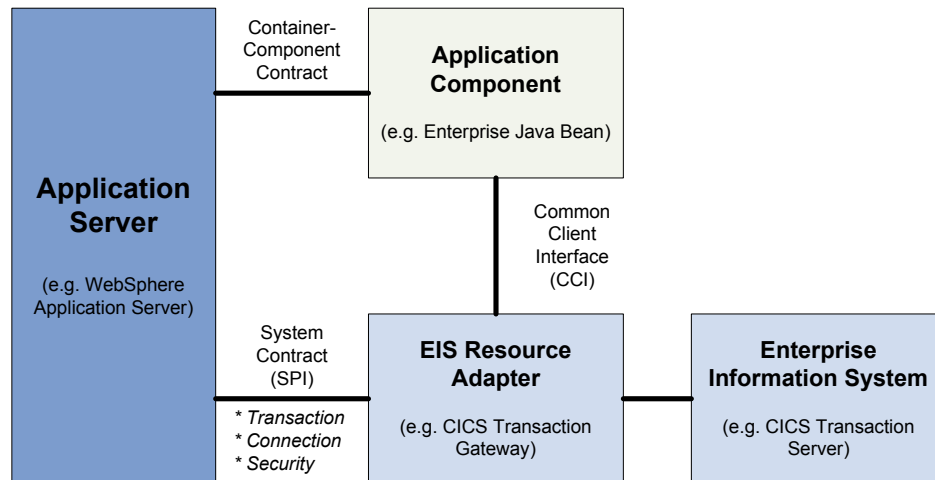 Container-
Component
Contract
Application
Component
(e.g. Enterprise Java Bean)
Application
Server
(e.g. WebSphere
Application Server)
Common
Client
Interface
(CCI)
System
Contract
(SPI)
* Transaction
* Connection
* Security
EIS Resource
Adapter
(e.g. CICS Transaction
Gateway)
Enterprise
Information System
(e.g. CICS Transaction
Server)